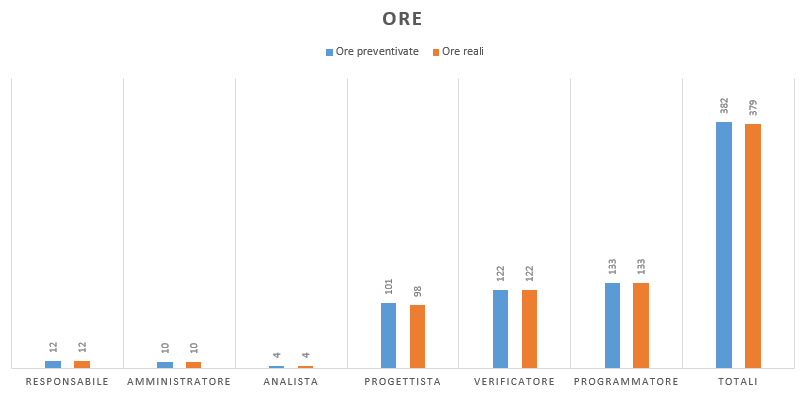 ORE
Ore preventivate Ore reali
12 12 10 10 4 4 101 98 122 122 133 133 382 379
RESPONSABILE AMMINISTRATORE ANALISTA PROGETTISTA VERIFICATORE PROGRAMMATORE TOTALI